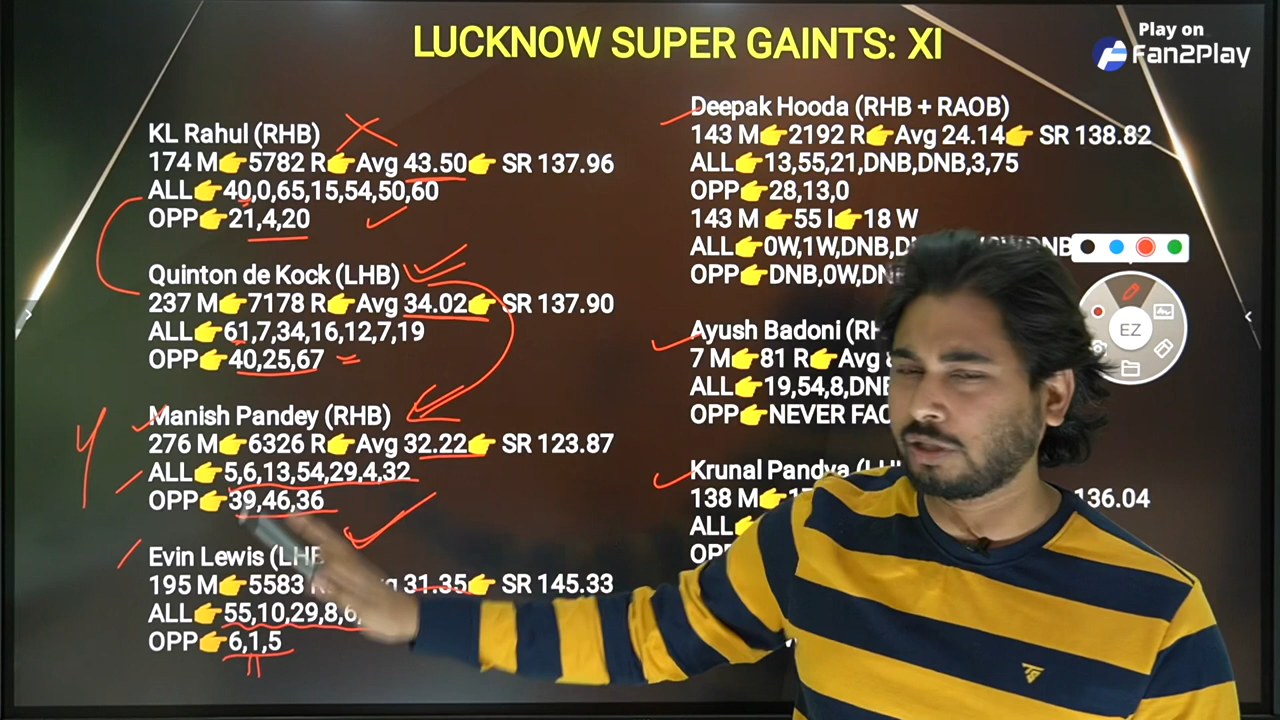 LUCKNOW SUPER GAINTS: XI
Play on
Fan2Play
KL Rahul (RHB)
174 M👉5782 R👉Avg 43.50👉 SR 137.96
ALL👉40,0,65,15,54,50,60
OPP👉21,4,20
Quinton de Kock (LHB)
237 M👉7178 R👉Avg 34.02👉 SR 137.90
ALL👉61,7,34,16,12,7,19
OPP👉40,25,67
Manish Pandey (RHB)
276 M👉6326 R👉Avg 32.22👉 SR 123.87
ALL👉5,6,13,54,29,4,32
OPP👉39,46,36
Evin Lewis (LHB
195 M👉5583 31.35👉 SR 145.33
ALL👉55,10,29,8,6,
OPP👉6,1,5
Deepak Hooda (RHB + RAOB)
143 M👉2192 R👉Avg 24.14👉 SR 138.82
ALL👉13,55,21,DNB,DNB,3,75
OPP👉28,13,0
143 M👉55 I👉18 W
ALL👉0W,1W,DNB,
OPP👉DNB,0W,
EZ
Ayush Badoni
7 M👉81 R👉Avg
ALL👉19,54,8,
OPP👉NEVER
Krunal Pandya
138 M👉 136.04
ALL👉